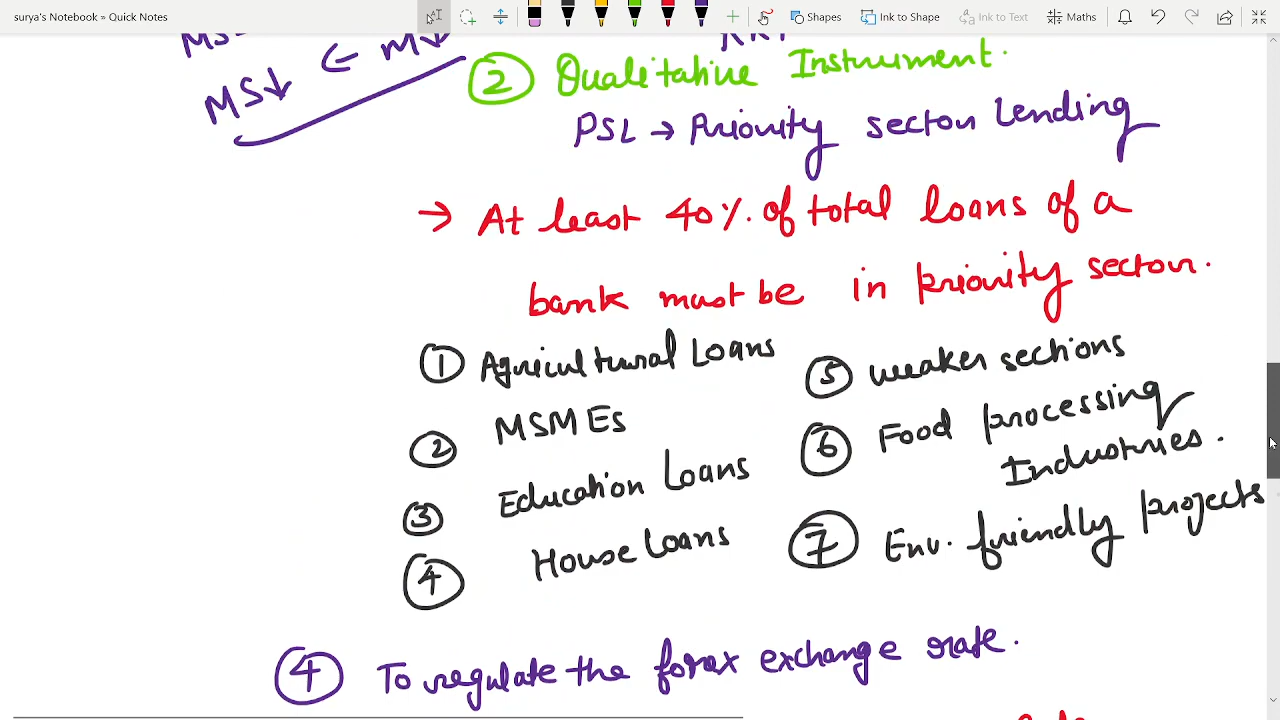 surya's Notebook » Quick Notes
Shapes Ink to Shape Ink to Text Maths
MS↓ ← M↓
② Qualitative Instrument.
PSL → Priority sector Lending
→ At least 40%. of total loans of a
bank must be in priority sector.
① Agricultural Loans
② MSMEs
③ Education Loans
④ House Loans
⑤ weaker sections
⑥ Food processing
Industries.
⑦ Env. friendly projects
④ To regulate the forex exchange rate.